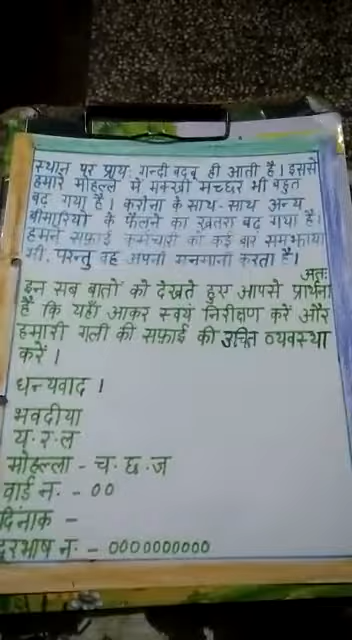 स्थान पर प्रायः गन्दी बदबू ही आती है। इससे
हमारे मोहल्ले में मक्खी मच्छर भी बहुत
बढ़ गया है। करोना के साथ-साथ अन्य
बीमारियों के फैलने का खतरा बढ़ गया है।
हमने सफाई कर्मचारी को कई बार समझाया
भी, परन्तु वह अपनी मनमानी करता है।
अतः
इन सब बातों को देखते हुए आपसे प्रार्थना
है कि यहाँ आकर स्वयं निरीक्षण करें और
हमारी गली की सफाई की उचित व्यवस्था
करें।
धन्यवाद।
भवदीया
य.र.ल
मोहल्ला - च.छ.ज
वार्ड न. - 00
दिनाक -
दूरभाष न. - 0000000000